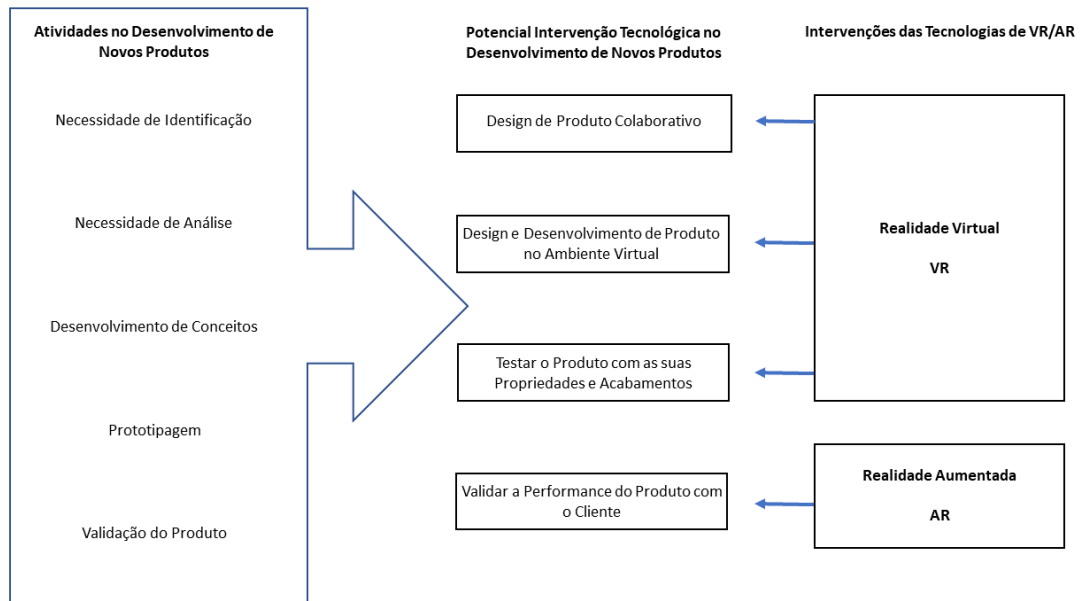 Atividades no Desenvolvimento de
Novos Produtos
Necessidade de Identificação
Necessidade de Análise
Desenvolvimento de Conceitos
Prototipagem
Validação do Produto
Potencial Intervenção Tecnológica no
Desenvolvimento de Novos Produtos
Design de Produto Colaborativo
Design e Desenvolvimento de Produto
no Ambiente Virtual
Testar o Produto com as suas
Propriedades e Acabamentos
Validar a Performance do Produto com
o Cliente
Intervenções das Tecnologias de VR/AR
Realidade Virtual
VR
Realidade Aumentada
AR